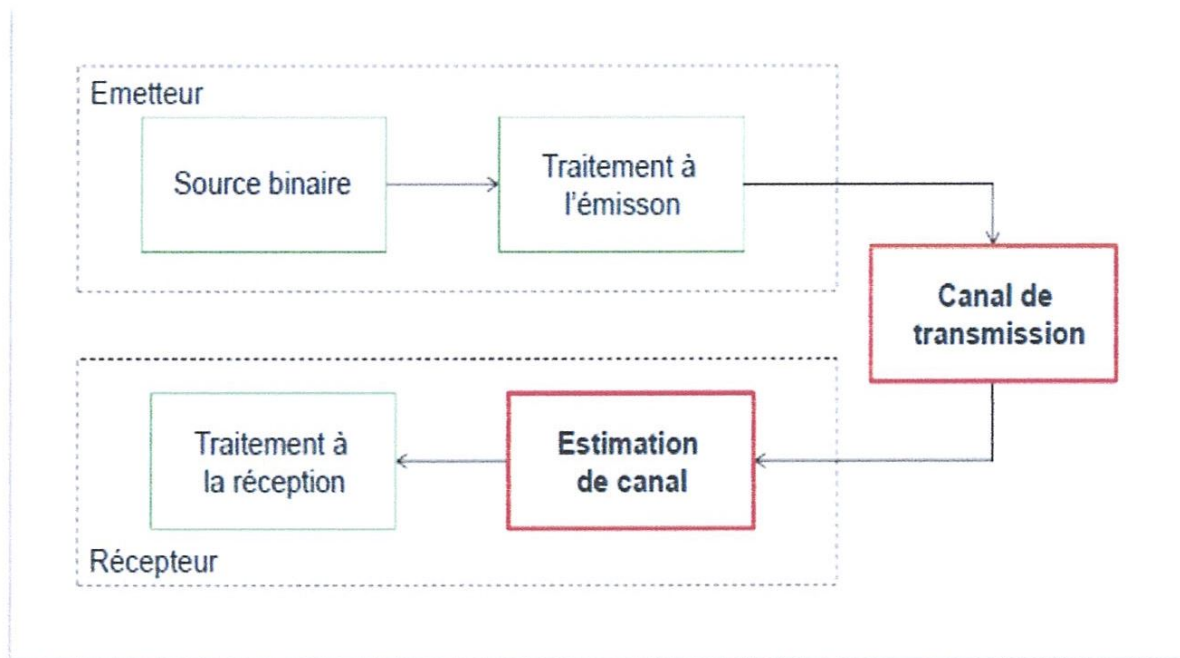 Emetteur
Source binaire
Traitement à
l'émisson
Canal de
transmission
Estimation
de canal
Traitement à
la réception
Récepteur